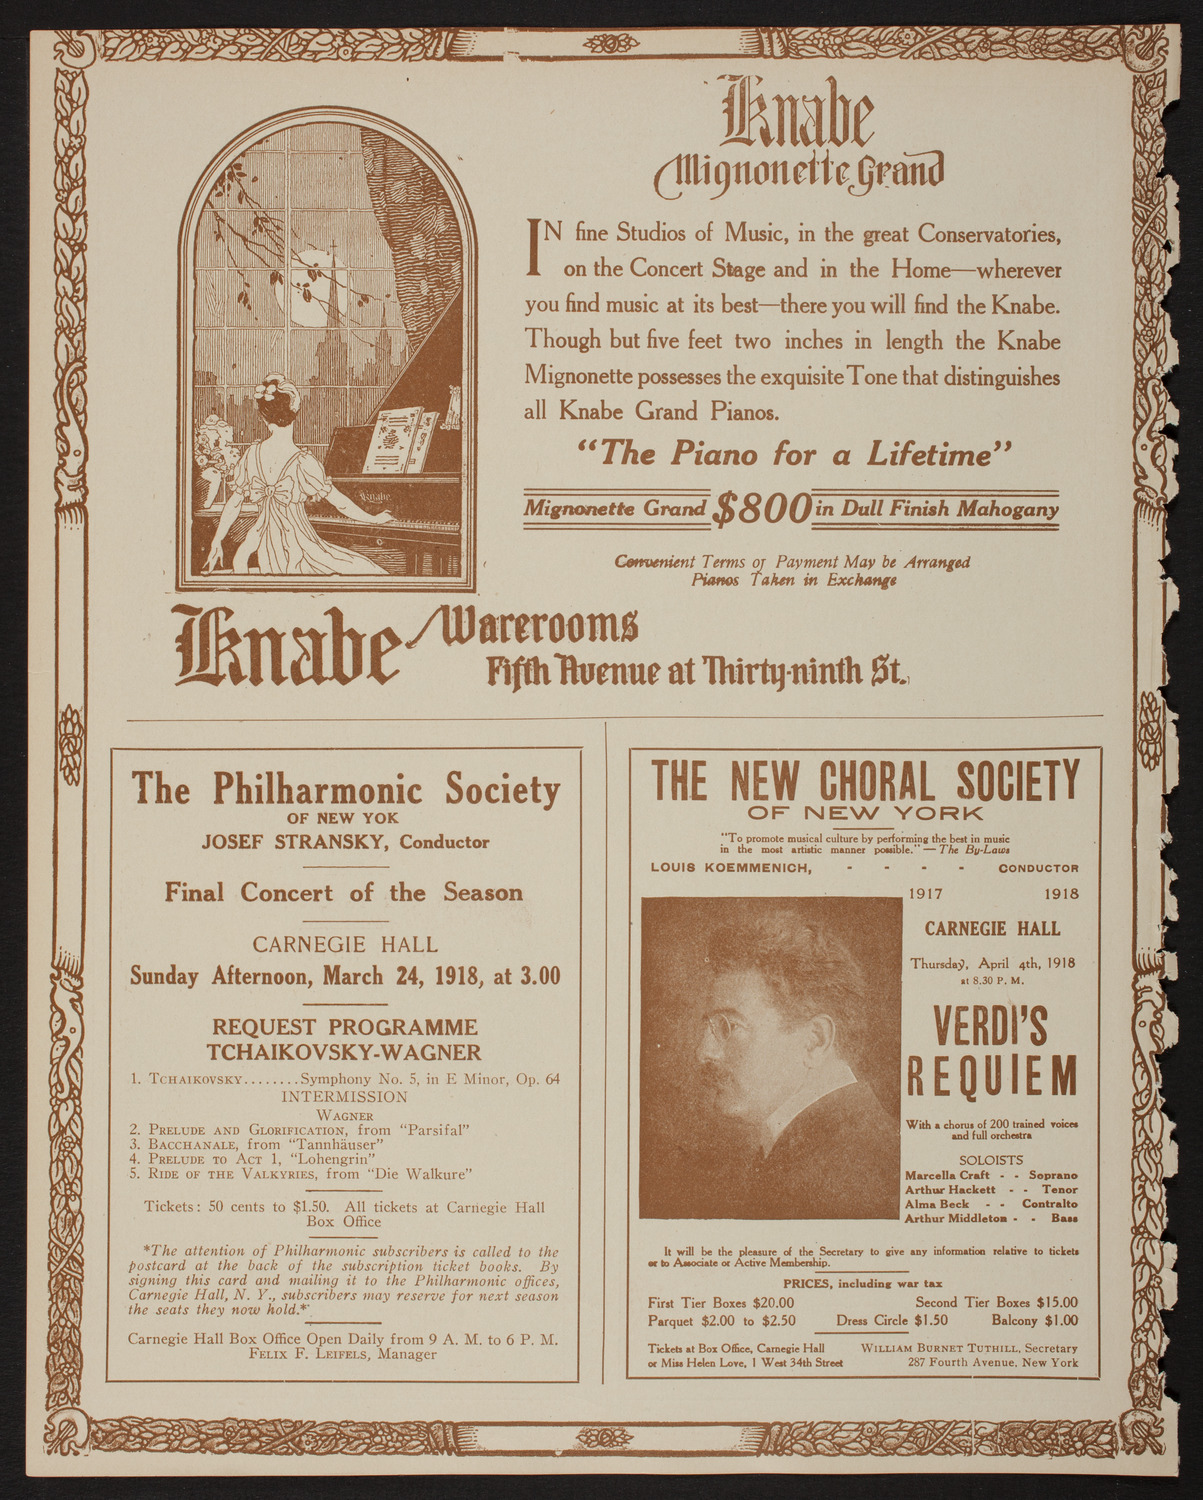 Knabe
Mignonette Grand
IN fine Studios of Music, in the great Conservatories,
on the Concert Stage and in the Home—wherever
you find music at its best—there you will find the Knabe.
Though but five feet two inches in length the Knabe
Mignonette possesses the exquisite Tone that distinguishes
all Knabe Grand Pianos.
"The Piano for a Lifetime"
Mignonette Grand $800 in Dull Finish Mahogany
Convenient Terms of Payment May be Arranged
Pianos Taken in Exchange
Knabe
Knabe Warerooms
Fifth Avenue at Thirty-ninth St.
The Philharmonic Society
OF NEW YOK
JOSEF STRANSKY, Conductor
Final Concert of the Season
CARNEGIE HALL
Sunday Afternoon, March 24, 1918, at 3.00
REQUEST PROGRAMME
TCHAIKOVSKY-WAGNER
1. TCHAIKOVSKY........Symphony No. 5, in E Minor, Op. 64
INTERMISSION
WAGNER
2. PRELUDE AND GLORIFICATION, from "Parsifal"
3. BACCHANALE, from "Tannhäuser"
4. PRELUDE TO ACT 1, "Lohengrin"
5. RIDE OF THE VALKYRIES, from "Die Walkure"
Tickets: 50 cents to $1.50. All tickets at Carnegie Hall
Box Office
*The attention of Philharmonic subscribers is called to the
postcard at the back of the subscription ticket books. By
signing this card and mailing it to the Philharmonic offices,
Carnegie Hall, N. Y., subscribers may reserve for next season
the seats they now hold.*
Carnegie Hall Box Office Open Daily from 9 A. M. to 6 P. M.
FELIX F. LEIFELS, Manager
THE NEW CHORAL SOCIETY
OF NEW YORK
"To promote musical culture by performing the best in music
in the most artistic manner possible."—The By-Laws
LOUIS KOEMMENICH, - - - - CONDUCTOR
1917 1918
CARNEGIE HALL
Thursday, April 4th, 1918
at 8.30 P. M.
VERDI'S
REQUIEM
With a chorus of 200 trained voices
and full orchestra
SOLOISTS
Marcella Craft - - Soprano
Arthur Hackett - - Tenor
Alma Beck - - Contralto
Arthur Middleton - - Bass
It will be the pleasure of the Secretary to give any information relative to tickets
or to Associate or Active Membership.
PRICES, including war tax
First Tier Boxes $20.00 Second Tier Boxes $15.00
Parquet $2.00 to $2.50 Dress Circle $1.50 Balcony $1.00
Tickets at Box Office, Carnegie Hall
or Miss Helen Love, 1 West 34th Street
WILLIAM BURNET TUTHILL, Secretary
287 Fourth Avenue, New York